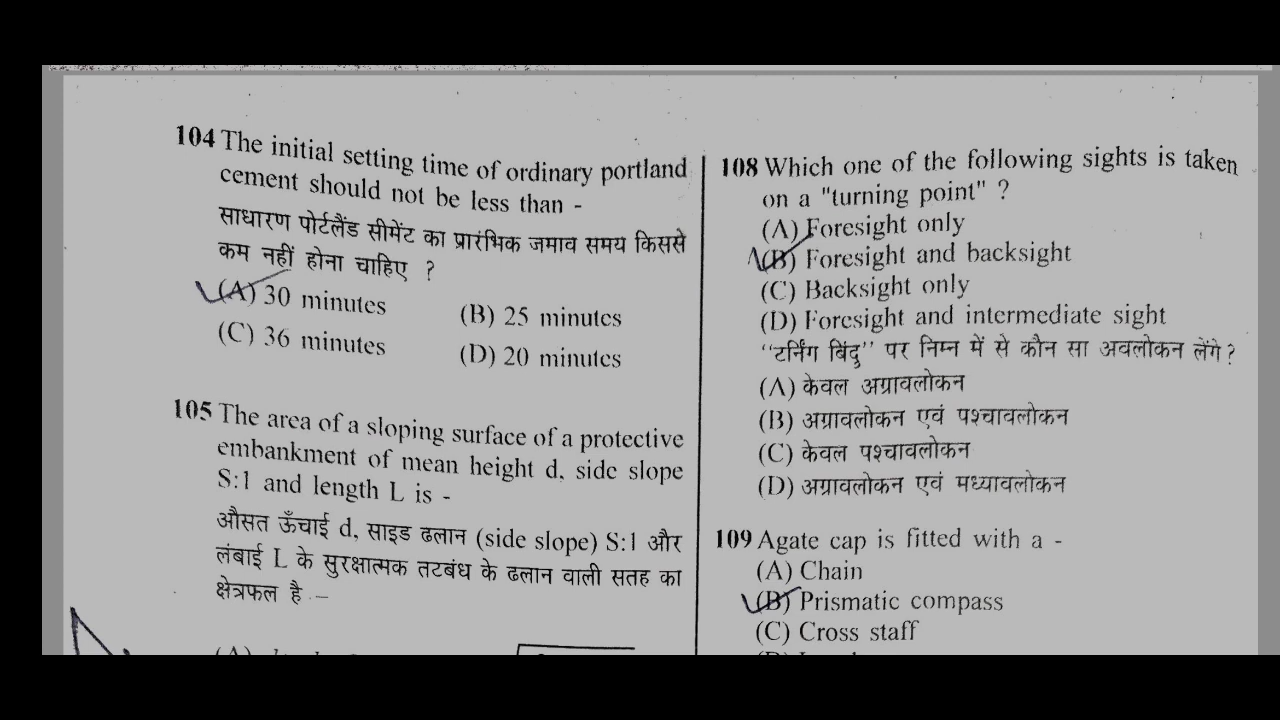 104 The initial setting time of ordinary portland
cement should not be less than -
साधारण पोर्टलैंड सीमेंट का प्रारंभिक जमाव समय किससे
कम नहीं होना चाहिए ?
(A) 30 minutes (B) 25 minutes
(C) 36 minutes (D) 20 minutes
105 The area of a sloping surface of a protective
embankment of mean height d, side slope
S:1 and length L is -
औसत ऊँचाई d, साइड ढलान (side slope) S:1 और
लंबाई L के सुरक्षात्मक तटबंध के ढलान वाली सतह का
क्षेत्रफल है –
108 Which one of the following sights is taken
on a "turning point" ?
(A) Foresight only
(B) Foresight and backsight
(C) Backsight only
(D) Foresight and intermediate sight
“टर्निंग बिंदु” पर निम्न में से कौन सा अवलोकन लेंगे ?
(A) केवल अग्रावलोकन
(B) अग्रावलोकन एवं पश्चावलोकन
(C) केवल पश्चावलोकन
(D) अग्रावलोकन एवं मध्यावलोकन
109 Agate cap is fitted with a -
(A) Chain
(B) Prismatic compass
(C) Cross staff